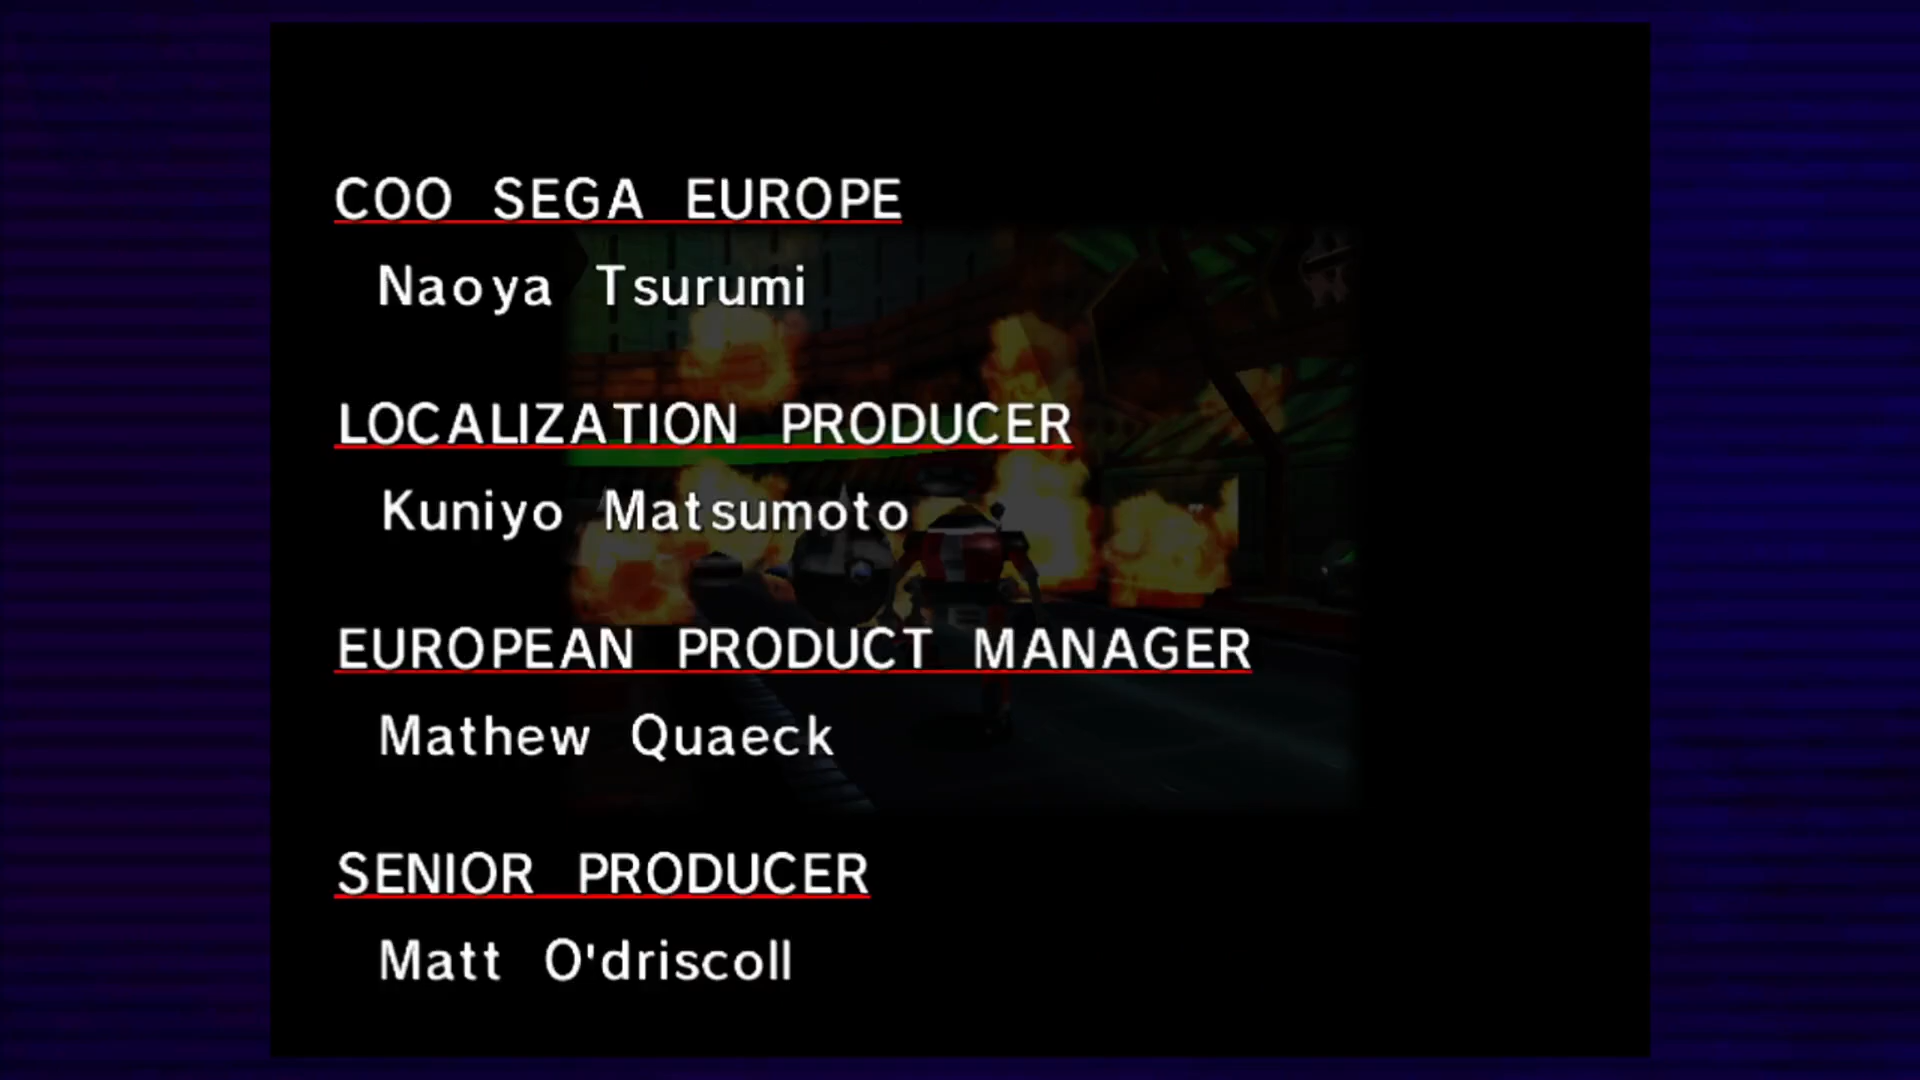 COO SEGA EUROPE
Naoya Tsurumi
LOCALIZATION PRODUCER
Kuniyo Matsumoto
EUROPEAN PRODUCT MANAGER
Mathew Quaeck
SENIOR PRODUCER
Matt O'driscoll